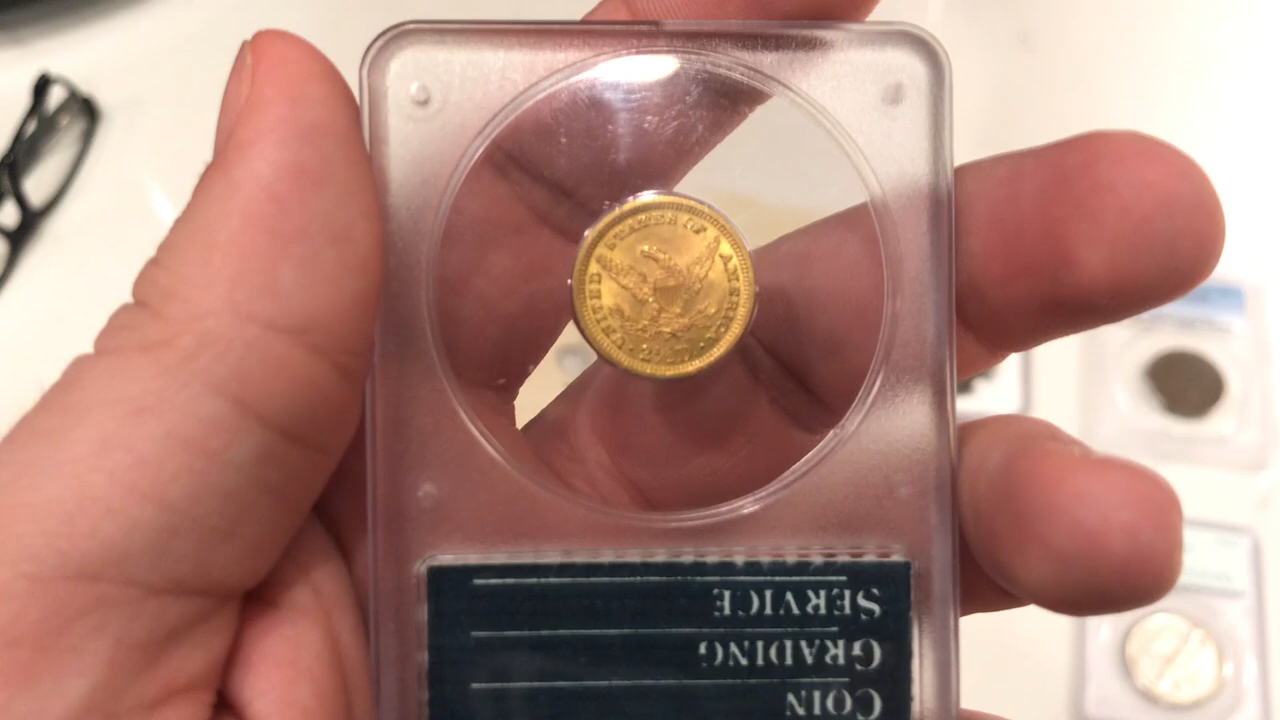 UNITED STATES OF AMERICA
2½ D.
COIN
GRADING
SERVICE